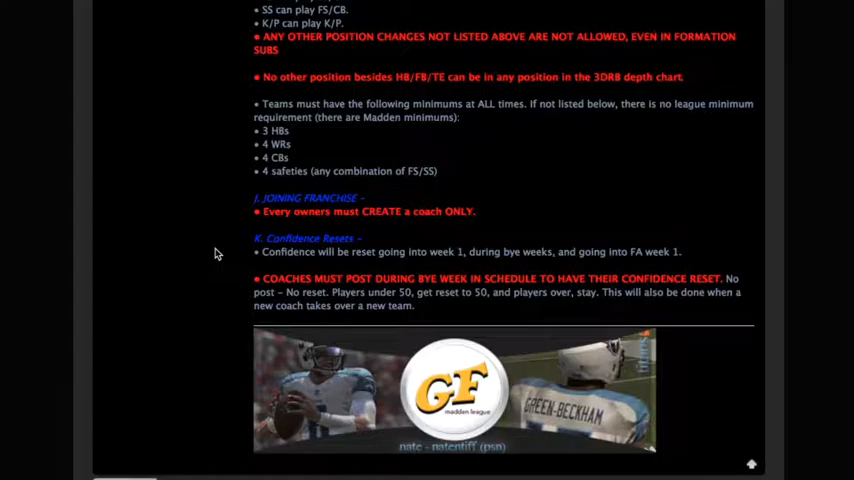 ● SS can play FS/CB.
● K/P can play K/P.
● ANY OTHER POSITION CHANGES NOT LISTED ABOVE ARE NOT ALLOWED, EVEN IN FORMATION
SUBS
● No other position besides HB/FB/TE can be in any position in the 3DRB depth chart.
● Teams must have the following minimums at ALL times. If not listed below, there is no league minimum
requirement (there are Madden minimums):
● 3 HBs
● 4 WRs
● 4 CBs
● 4 safeties (any combination of FS/SS)
J. JOINING FRANCHISE –
● Every owners must CREATE a coach ONLY.
K. Confidence Resets –
● Confidence will be reset going into week 1, during bye weeks, and going into FA week 1.
● COACHES MUST POST DURING BYE WEEK IN SCHEDULE TO HAVE THEIR CONFIDENCE RESET. No
post – No reset. Players under 50, get reset to 50, and players over, stay. This will also be done when a
new coach takes over a new team.
titans
GF
madden league
GREEN-BECKHAM
nate – natentiff (psn)